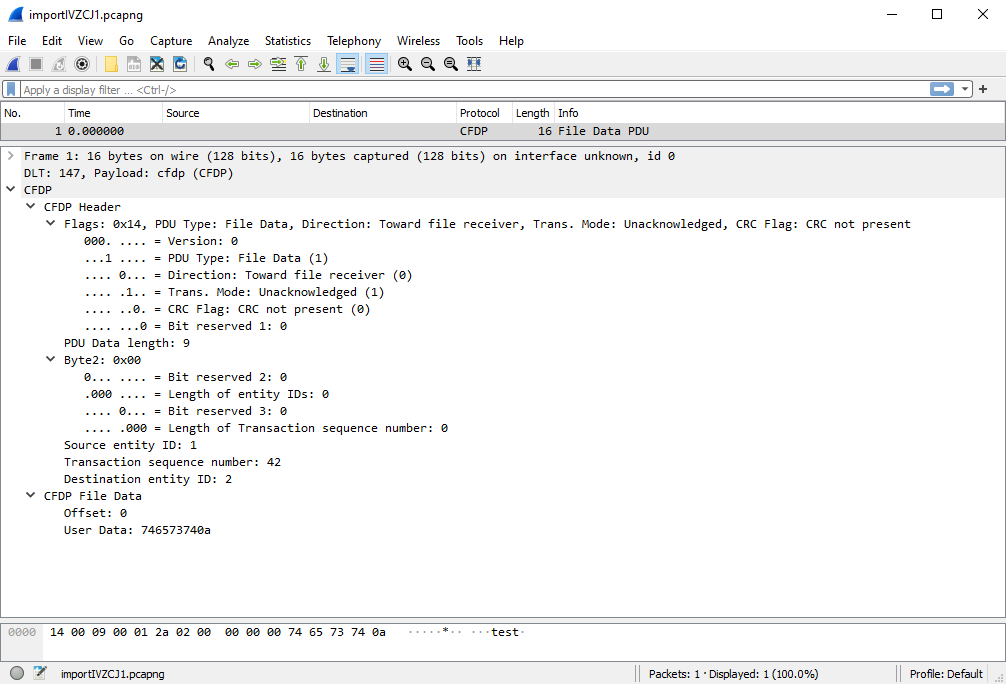 importIVZCJ1.pcapng
File Edit View Go Capture Analyze Statistics Telephony Wireless Tools Help
Apply a display filter ... <Ctrl-/>
No. Time Source Destination Protocol Length Info
1 0.000000 CFDP 16 File Data PDU
Frame 1: 16 bytes on wire (128 bits), 16 bytes captured (128 bits) on interface unknown, id 0
DLT: 147, Payload: cfdp (CFDP)
CFDP
CFDP Header
Flags: 0x14, PDU Type: File Data, Direction: Toward file receiver, Trans. Mode: Unacknowledged, CRC Flag: CRC not present
000. .... = Version: 0
...1 .... = PDU Type: File Data (1)
.... 0... = Direction: Toward file receiver (0)
.... .1.. = Trans. Mode: Unacknowledged (1)
.... ..0. = CRC Flag: CRC not present (0)
.... ...0 = Bit reserved 1: 0
PDU Data length: 9
Byte2: 0x00
0... .... = Bit reserved 2: 0
.000 .... = Length of entity IDs: 0
.... 0... = Bit reserved 3: 0
.... .000 = Length of Transaction sequence number: 0
Source entity ID: 1
Transaction sequence number: 42
Destination entity ID: 2
CFDP File Data
Offset: 0
User Data: 746573740a
0000 14 00 09 00 01 2a 02 00 00 00 00 74 65 73 74 0a ·····*·· ···test·
importIVZCJ1.pcapng Packets: 1 · Displayed: 1 (100.0%) Profile: Default